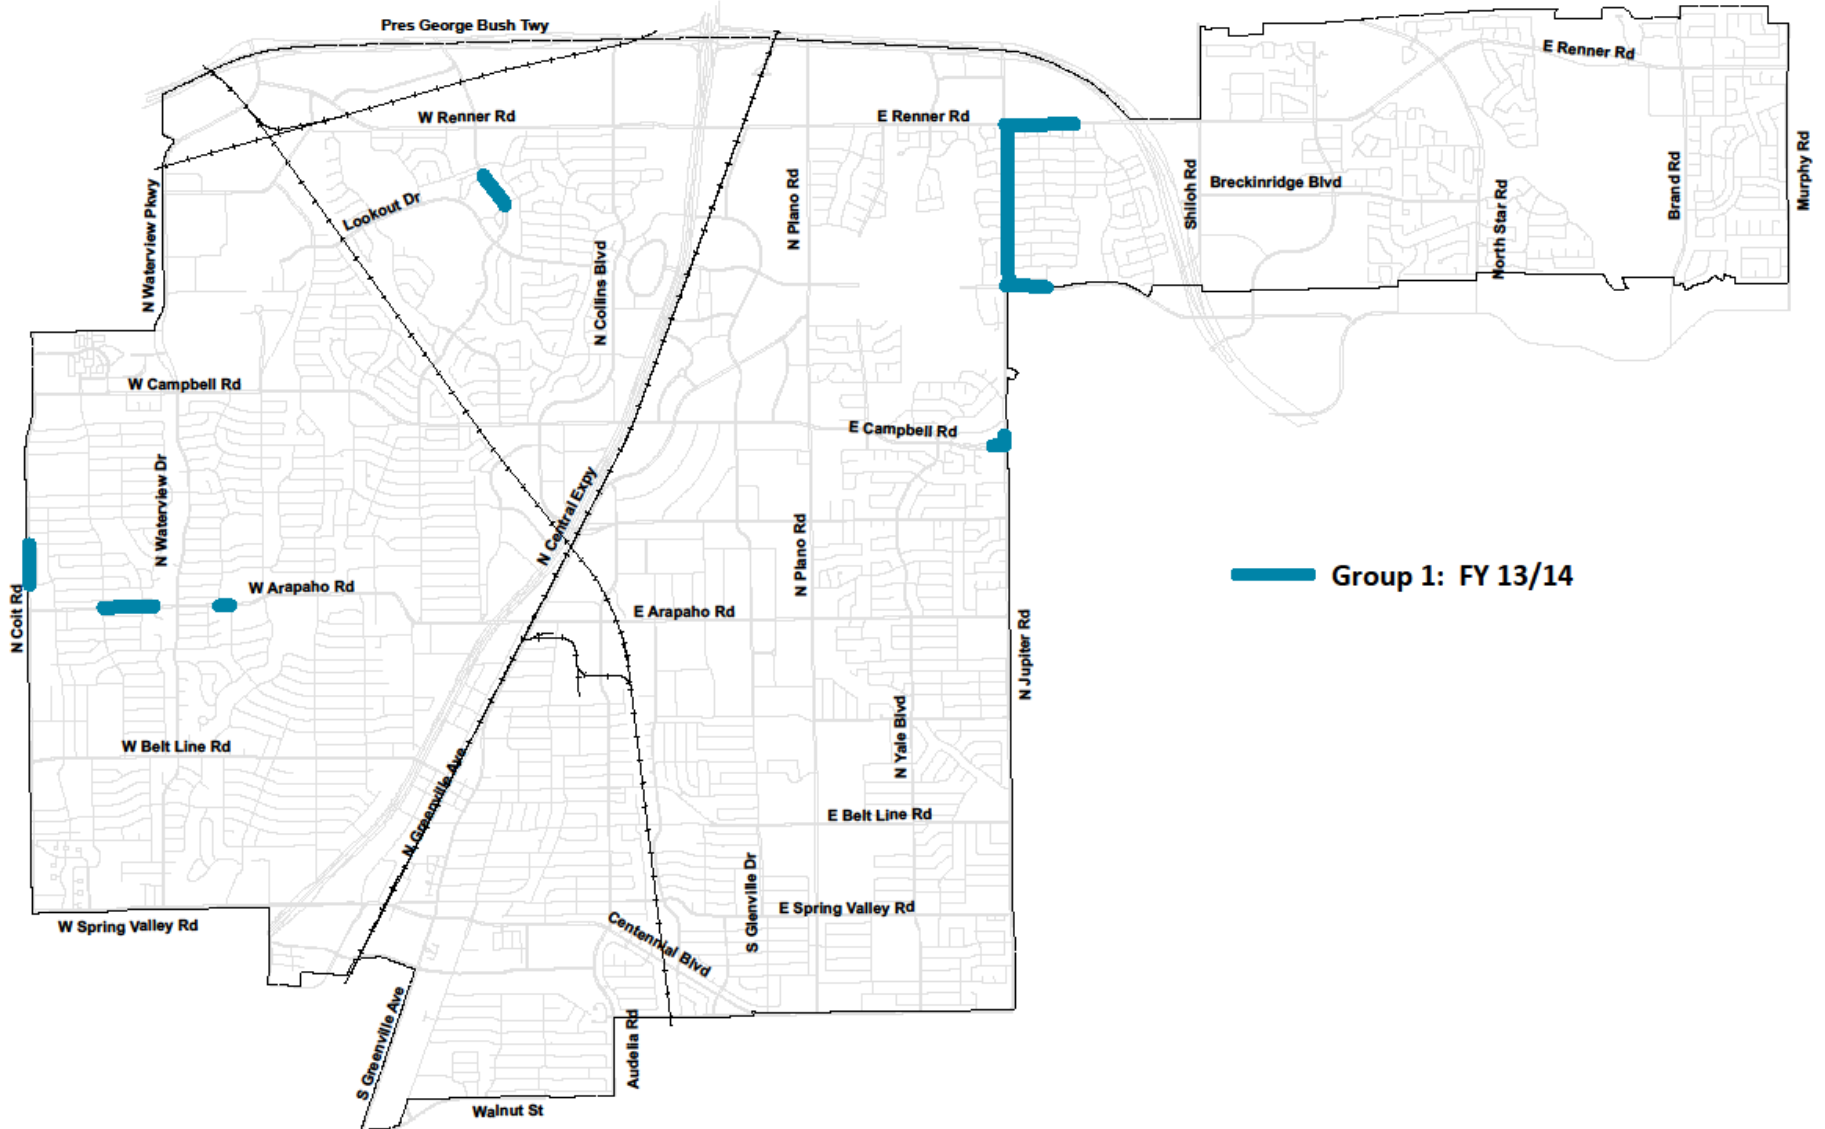 Pres George Bush Twy
E Renner Rd
W Renner Rd
E Renner Rd
Murphy Rd
Brand Rd
Shiloh Rd
Breckinridge Blvd
North Star Rd
N Plano Rd
Lookout Dr
N Waterview Pkwy
N Collins Blvd
W Campbell Rd
E Campbell Rd
N Waterview Dr
N Central Expy
N Plano Rd
Group 1: FY 13/14
W Arapaho Rd
N Coit Rd
E Arapaho Rd
N Jupiter Rd
N Yale Blvd
W Belt Line Rd
N Greenville Ave
E Belt Line Rd
S Glenville Dr
E Spring Valley Rd
W Spring Valley Rd
Centennial Blvd
S Greenville Ave
Audelia Rd
Walnut St